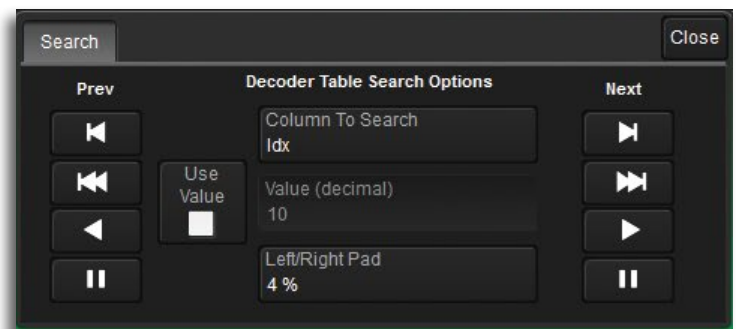 Search
Close
Prev
Decoder Table Search Options
Next
Column To Search
Idx
Use
Value
Value (decimal)
10
Left/Right Pad
4 %